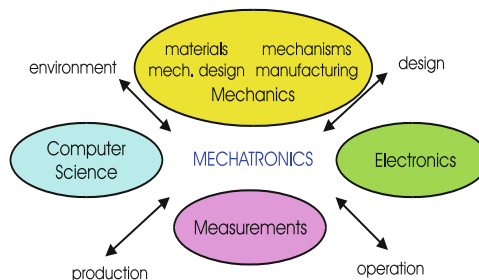 materials mechanisms
mech. design manufacturing
Mechanics
environment
design
Computer
Science
MECHATRONICS
Electronics
Measurements
production
operation